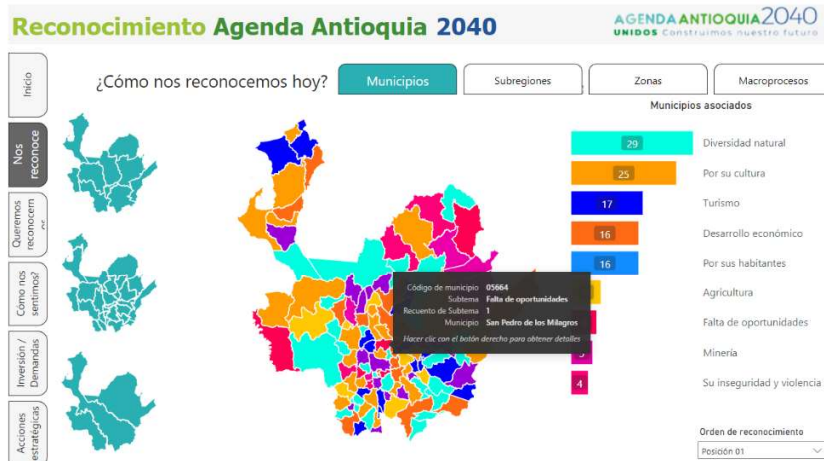 Reconocimiento Agenda Antioquia 2040
AGENDA ANTIOQUIA 2040
UNIDOS Construimos nuestro futuro
¿Cómo nos reconocemos hoy?
Municipios
Subregiones
Zonas
Macroprocesos
Inicio
Nos
reconoce
Queremos
reconocern
Como nos
sentimos?
Inversión /
Demandas
Acciones
estratégicas
Municipios asociados
29 Diversidad natural
25 Por su cultura
17 Turismo
16 Desarrollo económico
16 Por sus habitantes
Agricultura
Falta de oportunidades
Minería
4 Su inseguridad y violencia
Código de municipio 05664
Subtema Falta de oportunidades
Recuento de Subtema 1
Municipio San Pedro de los Milagros
Hacer clic con el botón derecho para obtener detalles
Orden de reconocimiento
Posición 01